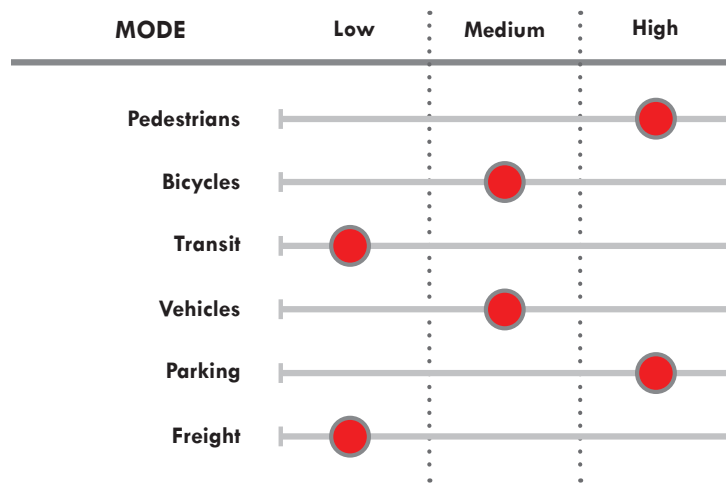 MODE Low Medium High
Pedestrians
Bicycles
Transit
Vehicles
Parking
Freight